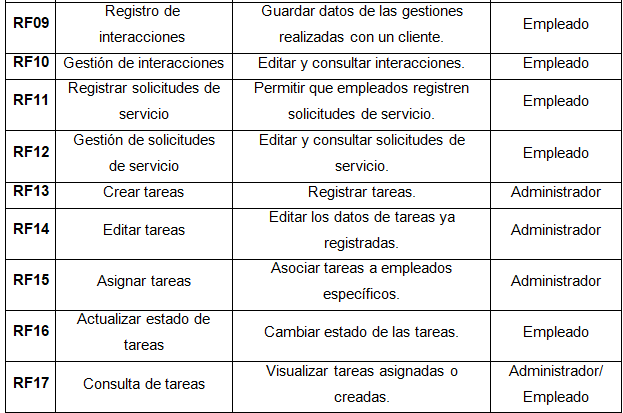 RF09 Registro de interacciones Guardar datos de las gestiones realizadas con un cliente. Empleado
RF10 Gestión de interacciones Editar y consultar interacciones. Empleado
RF11 Registrar solicitudes de servicio Permitir que empleados registren solicitudes de servicio. Empleado
RF12 Gestión de solicitudes de servicio Editar y consultar solicitudes de servicio. Empleado
RF13 Crear tareas Registrar tareas. Administrador
RF14 Editar tareas Editar los datos de tareas ya registradas. Administrador
RF15 Asignar tareas Asociar tareas a empleados específicos. Administrador
RF16 Actualizar estado de tareas Cambiar estado de las tareas. Empleado
RF17 Consulta de tareas Visualizar tareas asignadas o creadas. Administrador/ Empleado